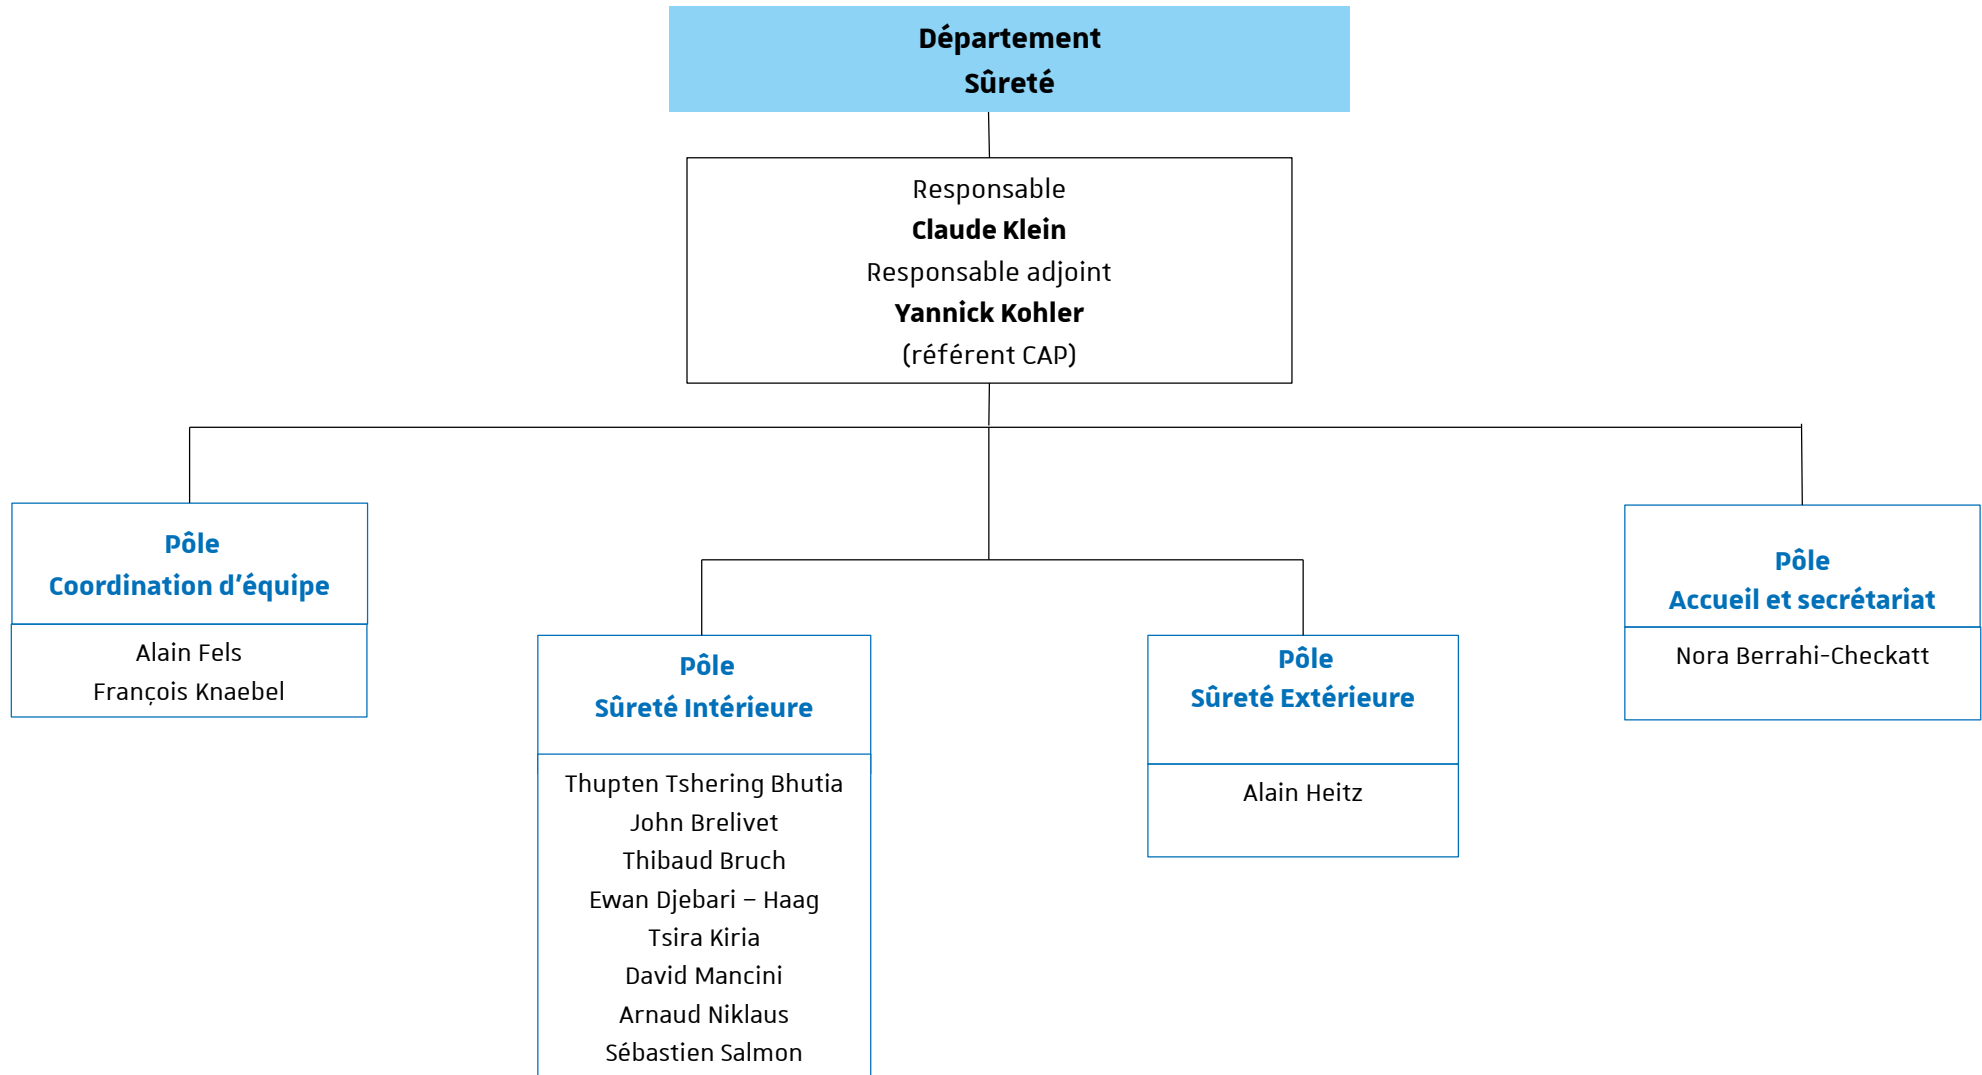 Département
Sûreté
Responsable
Claude Klein
Responsable adjoint
Yannick Kohler
(référent CAP)
Pôle
Coordination d'équipe
Alain Fels
François Knaebel
Pôle
Sûreté Intérieure
Thupten Tshering Bhutia
John Brelivet
Thibaud Bruch
Ewan Djebari – Haag
Tsira Kiria
David Mancini
Arnaud Niklaus
Sébastien Salmon
Pôle
Sûreté Extérieure
Alain Heitz
Pôle
Accueil et secrétariat
Nora Berrahi-Checkatt